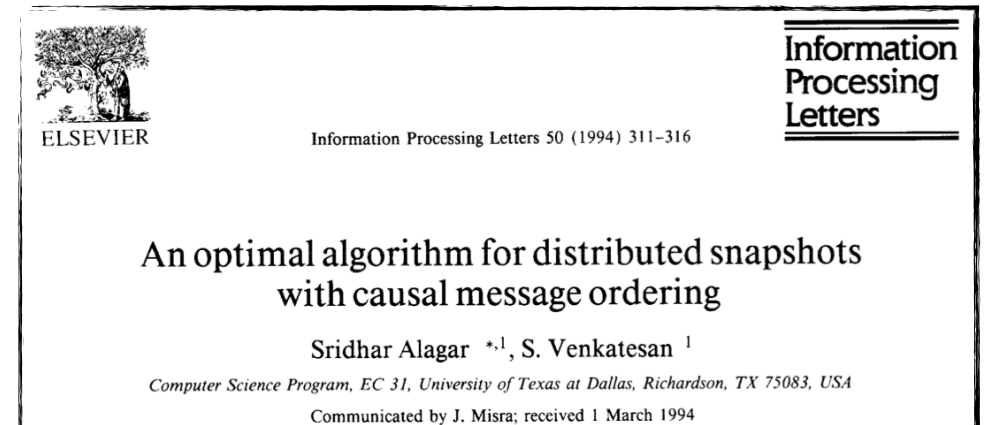 Information
Processing
Letters
ELSEVIER
Information Processing Letters 50 (1994) 311–316
An optimal algorithm for distributed snapshots
with causal message ordering
Sridhar Alagar *,1, S. Venkatesan 1
Computer Science Program, EC 31, University of Texas at Dallas, Richardson, TX 75083, USA
Communicated by J. Misra; received 1 March 1994